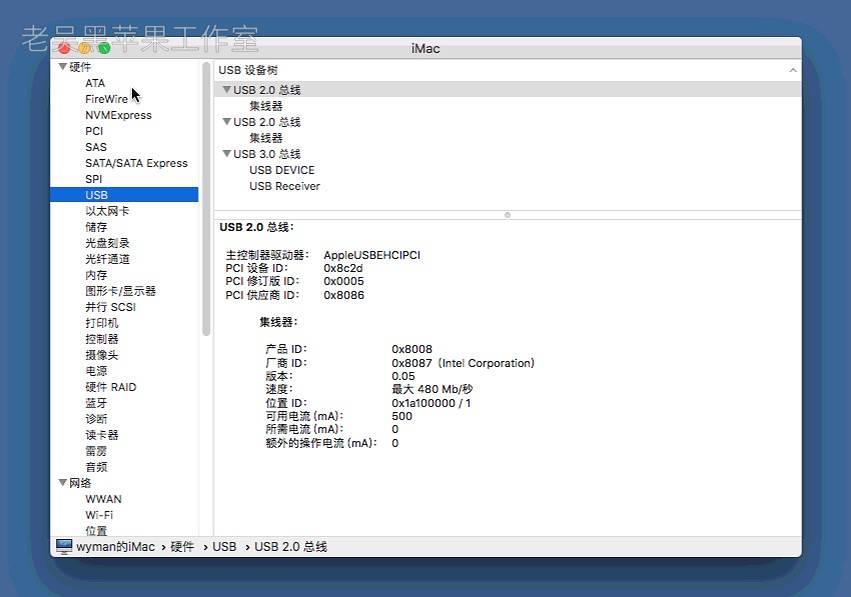 老吴黑苹果工作室
iMac
硬件
ATA
FireWire
NVMExpress
PCI
SAS
SATA/SATA Express
SPI
USB
以太网卡
储存
光盘刻录
光纤通道
内存
图形卡/显示器
并行 SCSI
打印机
控制器
摄像头
电源
硬件 RAID
蓝牙
诊断
读卡器
雷雳
音频
网络
WWAN
Wi-Fi
位置
USB 设备树
USB 2.0 总线
集线器
USB 2.0 总线
集线器
USB 3.0 总线
USB DEVICE
USB Receiver
USB 2.0 总线:
主控制器驱动器: AppleUSBEHCIPCI
PCI 设备 ID: 0x8c2d
PCI 修订版 ID: 0x0005
PCI 供应商 ID: 0x8086
集线器:
产品 ID: 0x8008
厂商 ID: 0x8087 (Intel Corporation)
版本: 0.05
速度: 最大 480 Mb/秒
位置 ID: 0x1a100000 / 1
可用电流 (mA): 500
所需电流 (mA): 0
额外的操作电流 (mA): 0
wyman的iMac › 硬件 › USB › USB 2.0 总线